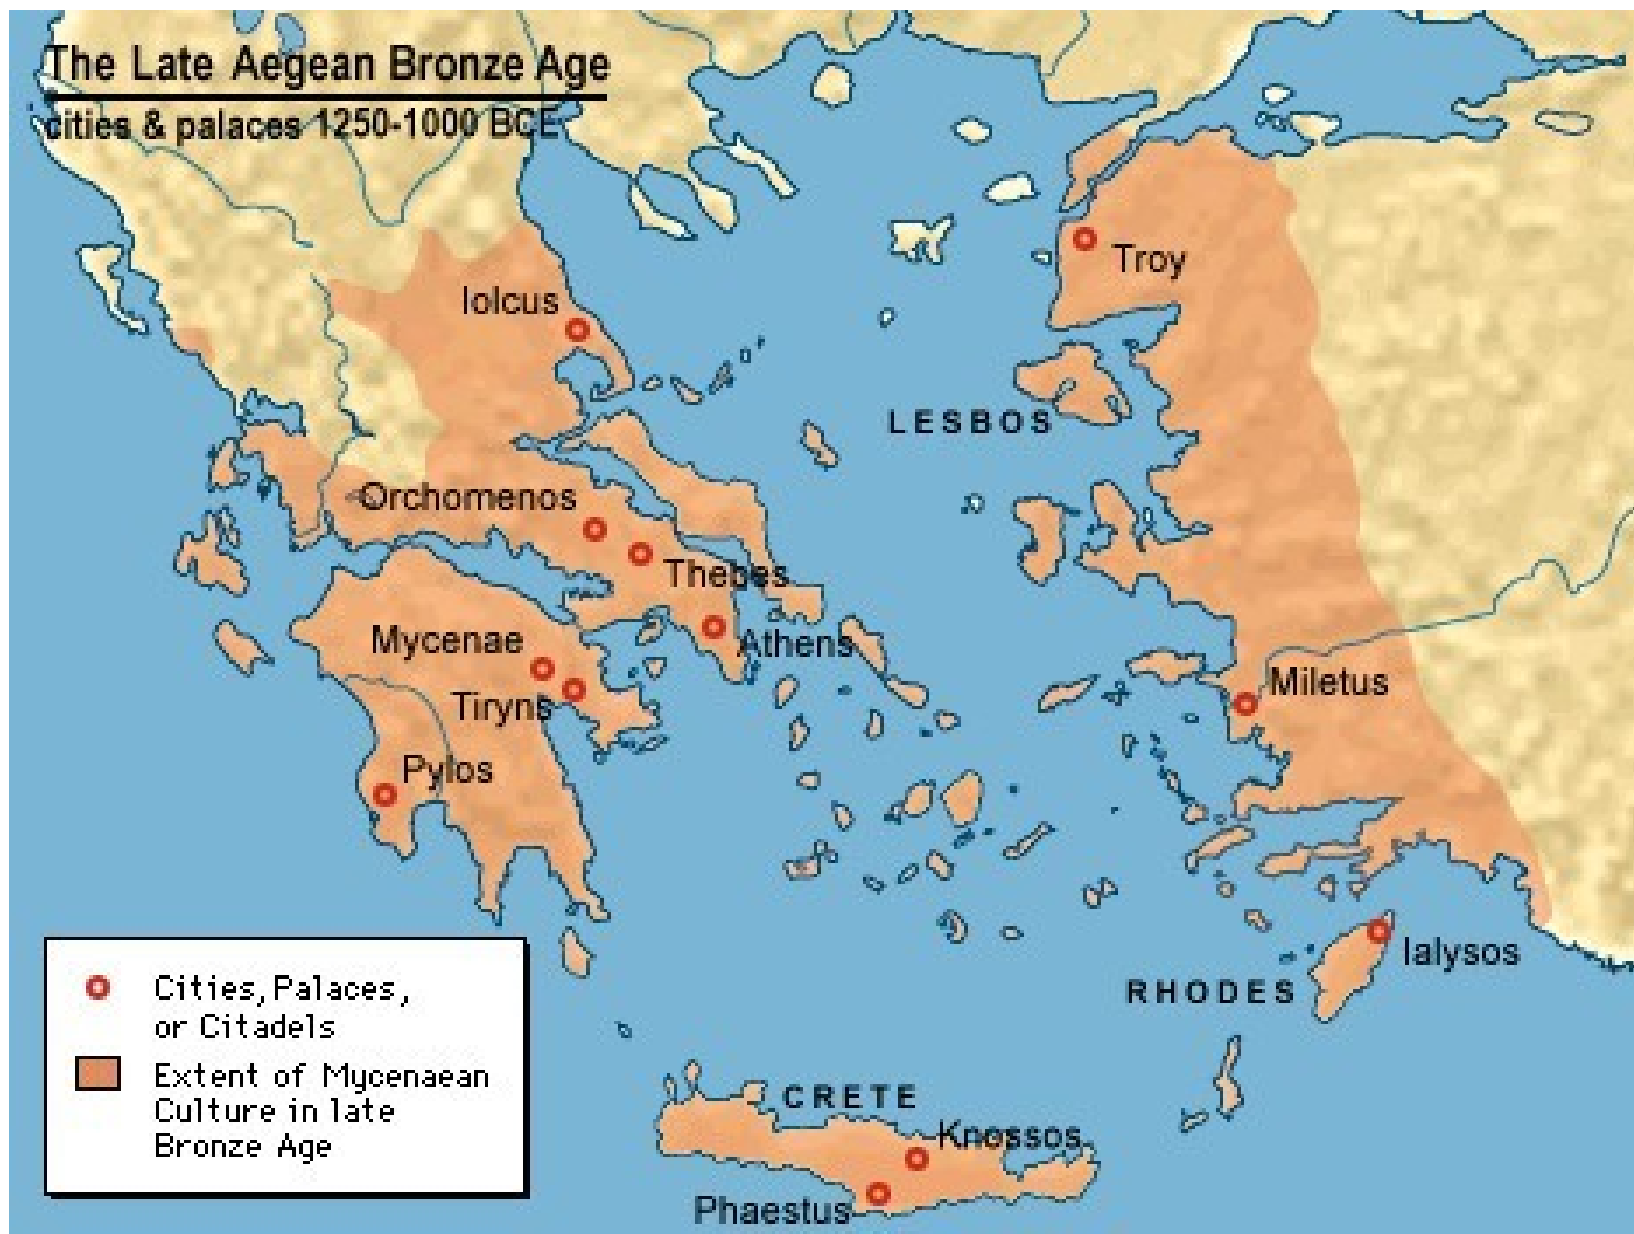 The Late Aegean Bronze Age
cities & palaces 1250-1000 BCE
Troy
Iolcus
LESBOS
Orchomenos
Thebes
Mycenae
Athens
Tiryns
Miletus
Pylos
Ialysos
RHODES
Cities, Palaces,
or Citadels
Extent of Mycenaean
Culture in late
Bronze Age
CRETE
Knossos
Phaestus